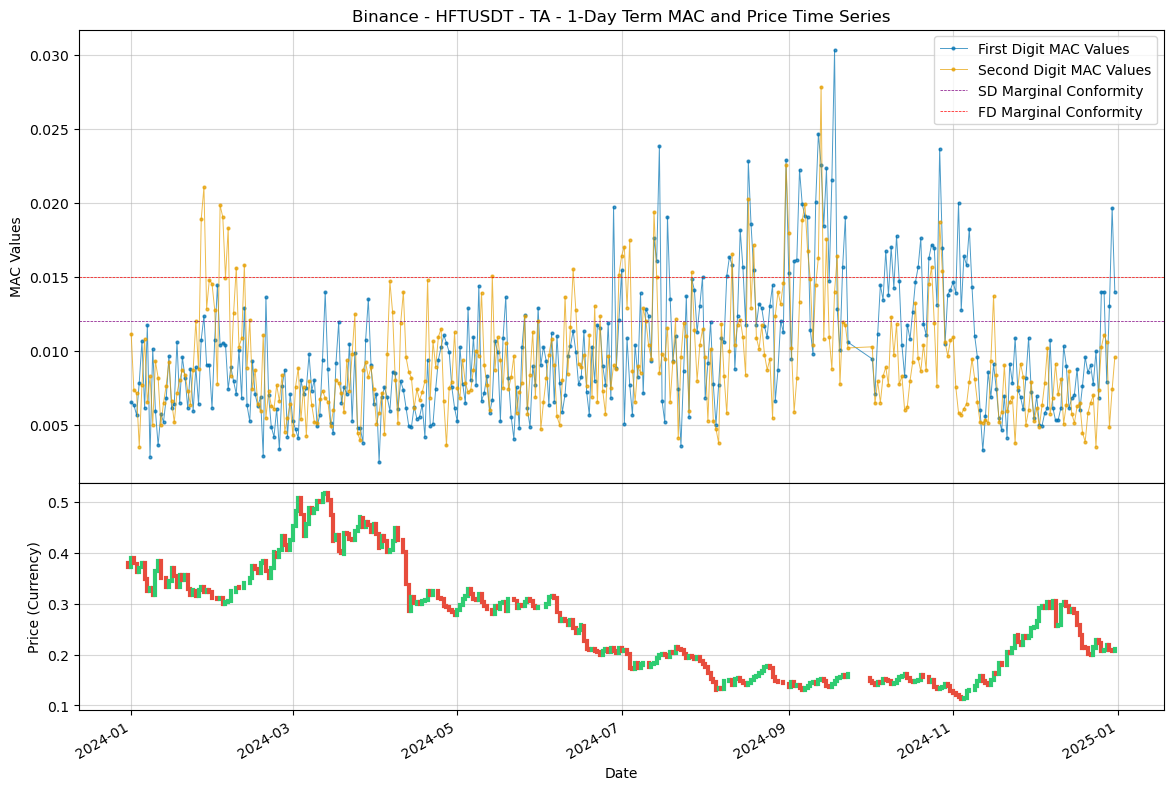 Binance - HFTUSDT - TA - 1-Day Term MAC and Price Time Series
First Digit MAC Values
Second Digit MAC Values
SD Marginal Conformity
FD Marginal Conformity
MAC Values
0.030
0.025
0.020
0.015
0.010
0.005
Price (Currency)
0.5
0.4
0.3
0.2
0.1
2024-01
2024-03
2024-05
2024-07
2024-09
2024-11
2025-01
Date